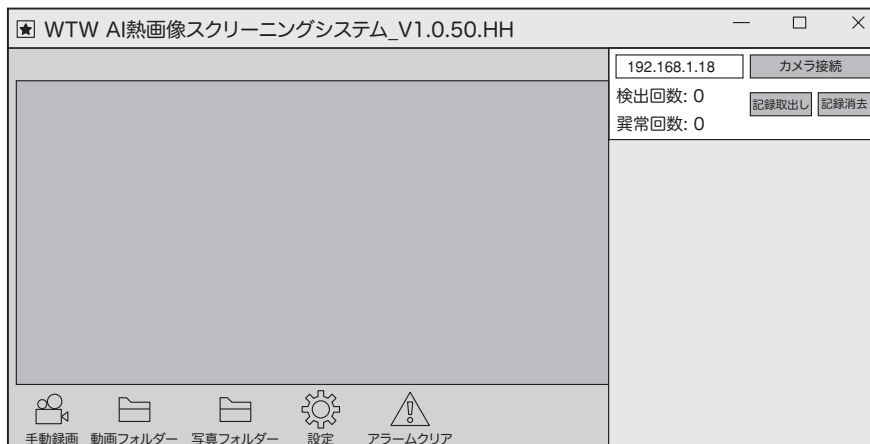 WTW AI熱画像スクリーニングシステム_V1.0.50.HH
192.168.1.18 カメラ接続
検出回数: 0 記録取出し 記録消去
異常回数: 0
手動録画 動画フォルダー 写真フォルダー 設定 アラームクリア